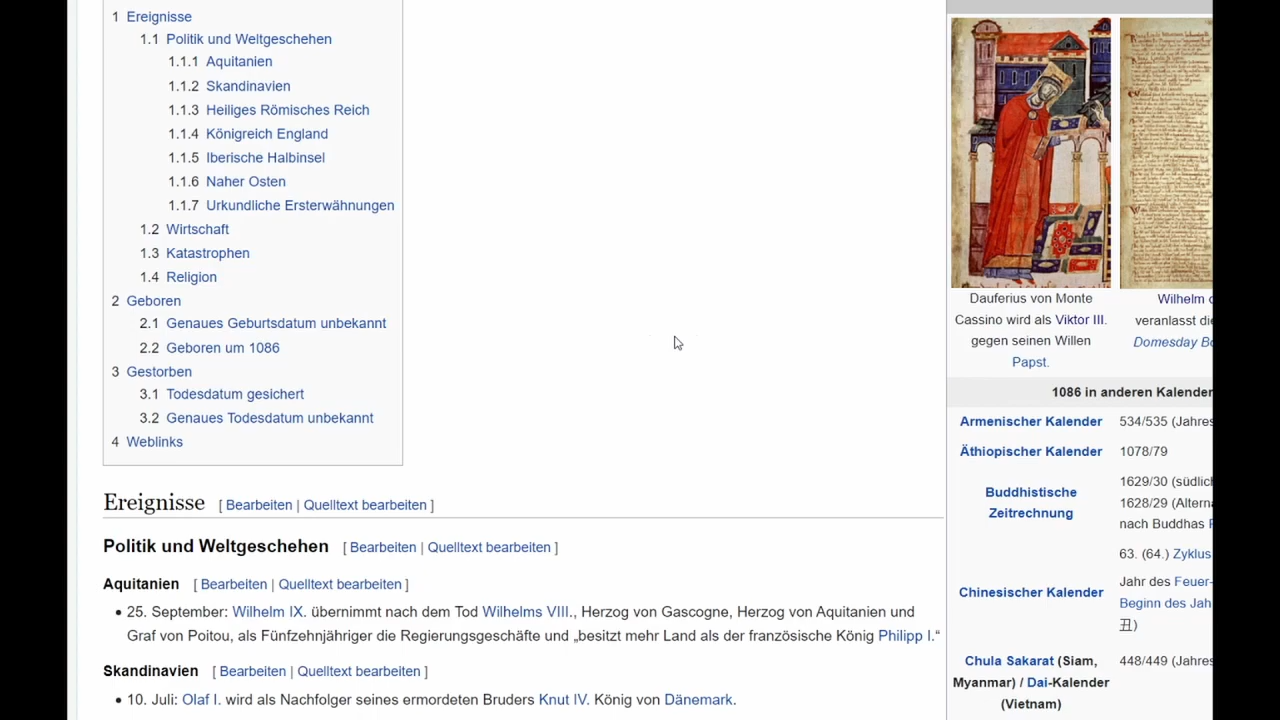 1 Ereignisse
1.1 Politik und Weltgeschehen
1.1.1 Aquitanien
1.1.2 Skandinavien
1.1.3 Heiliges Römisches Reich
1.1.4 Königreich England
1.1.5 Iberische Halbinsel
1.1.6 Naher Osten
1.1.7 Urkundliche Ersterwähnungen
1.2 Wirtschaft
1.3 Katastrophen
1.4 Religion
2 Geboren
2.1 Genaues Geburtsdatum unbekannt
2.2 Geboren um 1086
3 Gestorben
3.1 Todesdatum gesichert
3.2 Genaues Todesdatum unbekannt
4 Weblinks
Ereignisse [ Bearbeiten | Quelltext bearbeiten ]
Politik und Weltgeschehen [ Bearbeiten | Quelltext bearbeiten ]
Aquitanien [ Bearbeiten | Quelltext bearbeiten ]
• 25. September: Wilhelm IX. übernimmt nach dem Tod Wilhelms VIII., Herzog von Gascogne, Herzog von Aquitanien und
Graf von Poitou, als Fünfzehnjähriger die Regierungsgeschäfte und „besitzt mehr Land als der französische König Philipp I.“
Skandinavien [ Bearbeiten | Quelltext bearbeiten ]
• 10. Juli: Olaf I. wird als Nachfolger seines ermordeten Bruders Knut IV. König von Dänemark.
Dauferius von Monte
Cassino wird als Viktor III.
gegen seinen Willen
Papst.
Wilhelm
veranlasst
Domesday
1086 in anderen Kalender
Armenischer Kalender 534/535 (Jahres
Äthiopischer Kalender 1078/79
Buddhistische
Zeitrechnung
1629/30 (südlic
1628/29 (Alterna
nach Buddhas
Chinesischer Kalender
63. (64.) Zyklus
Jahr des Feuer-
Beginn des Jah
丑)
Chula Sakarat (Siam,
Myanmar) / Dai-Kalender
(Vietnam)
448/449 (Jahres